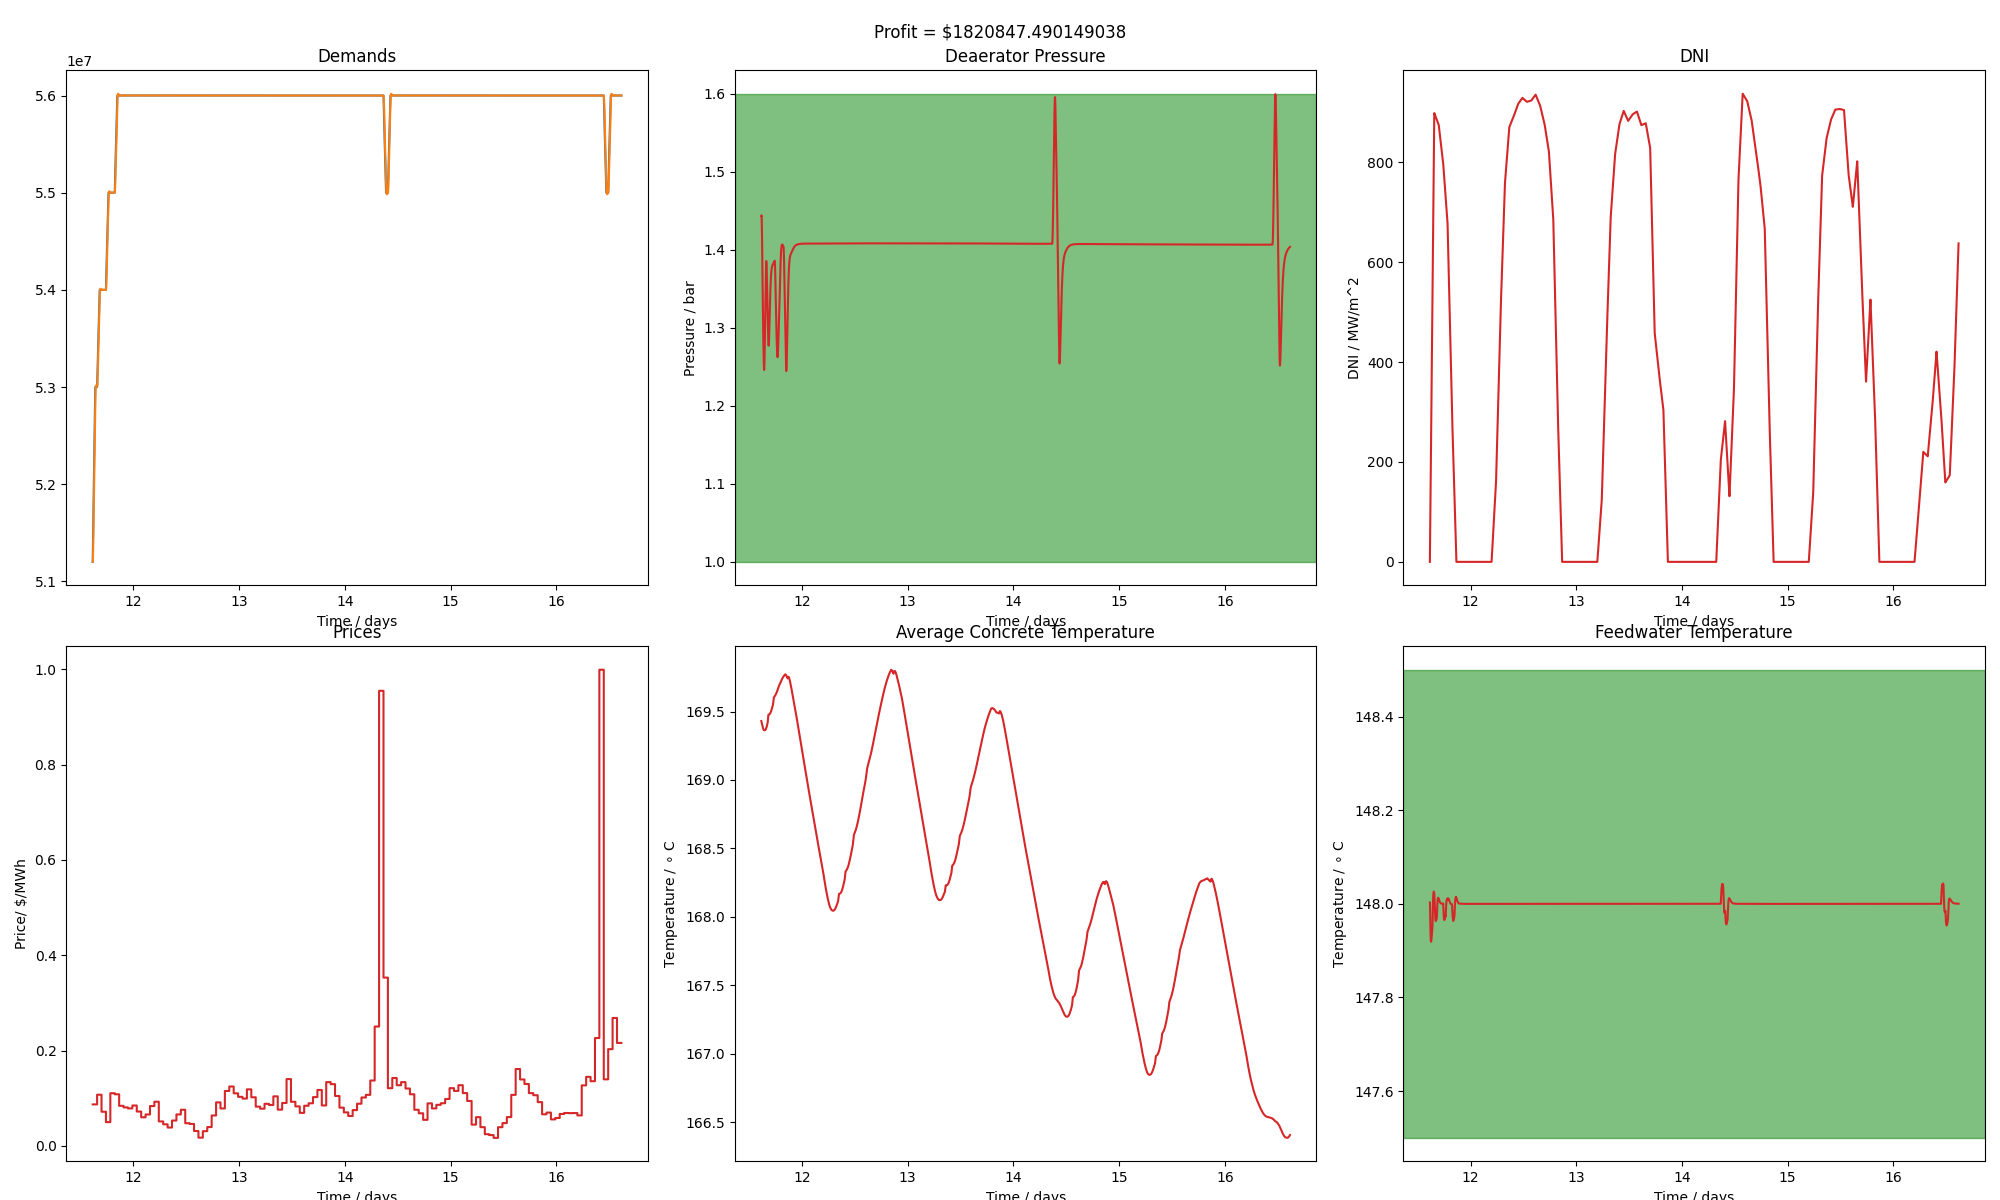 Profit = $1820847.490149038
Demands
1e7
5.6
5.5
5.4
5.3
5.2
5.1
12 13 14 15 16
Time / days
Deaerator Pressure
Pressure / bar
1.6
1.5
1.4
1.3
1.2
1.1
1.0
12 13 14 15 16
Time / days
DNI
DNI / MW/m^2
800
600
400
200
0
12 13 14 15 16
Time / days
Prices
Price/ $/MWh
1.0
0.8
0.6
0.4
0.2
0.0
12 13 14 15 16
Time / days
Average Concrete Temperature
Temperature / ∘ C
169.5
169.0
168.5
168.0
167.5
167.0
166.5
12 13 14 15 16
Time / days
Feedwater Temperature
Temperature / ∘ C
148.4
148.2
148.0
147.8
147.6
12 13 14 15 16
Time / days